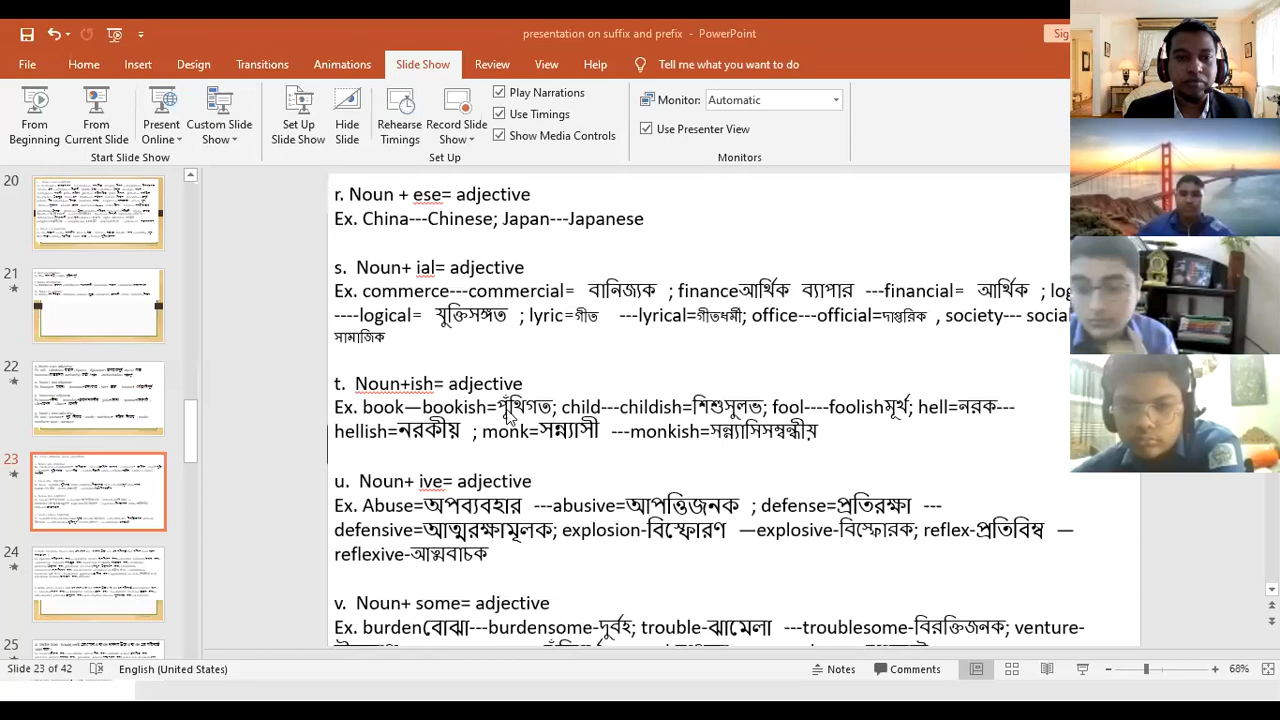 presentation on suffix and prefix - PowerPoint
File Home Insert Design Transitions Animations Slide Show Review View Help Tell me what you want to do
From Beginning
From Current Slide
Present Online
Custom Slide Show
Set Up Slide Show
Hide Slide
Rehearse Timings
Record Slide Show
Play Narrations
Use Timings
Show Media Controls
Monitor: Automatic
Use Presenter View
Start Slide Show Set Up Monitors
20
21
22
23
24
25
r. Noun + ese= adjective
Ex. China---Chinese; Japan---Japanese
s. Noun+ ial= adjective
Ex. commerce---commercial= বানিজ্যক ; financeআর্থিক ব্যাপার ---financial= আর্থিক ;
----logical= যুক্তিসঙ্গত ; lyric=গীত ---lyrical=গীতধর্মী; office---official=দাপ্তরিক , society--- social
সামাজিক
t. Noun+ish= adjective
Ex. book—bookish=পুঁথিগত; child---childish=শিশুসুলভ; fool----foolishমূর্খ; hell=নরক---
hellish=নরকীয় ; monk=সন্ন্যাসী ---monkish=সন্ন্যাসিসম্বন্ধীয়
u. Noun+ ive= adjective
Ex. Abuse=অপব্যবহার ---abusive=আপত্তিজনক ; defense=প্রতিরক্ষা ---
defensive=আত্মরক্ষামূলক; explosion-বিস্ফোরণ —explosive-বিস্ফোরক; reflex-প্রতিবিম্ব —
reflexive-আত্মবাচক
v. Noun+ some= adjective
Ex. burdenবোঝা---burdensome-দুর্বহ; trouble-ঝামেলা ---troublesome-বিরক্তিজনক; venture-
Slide 23 of 42 English (United States) Notes Comments 68%